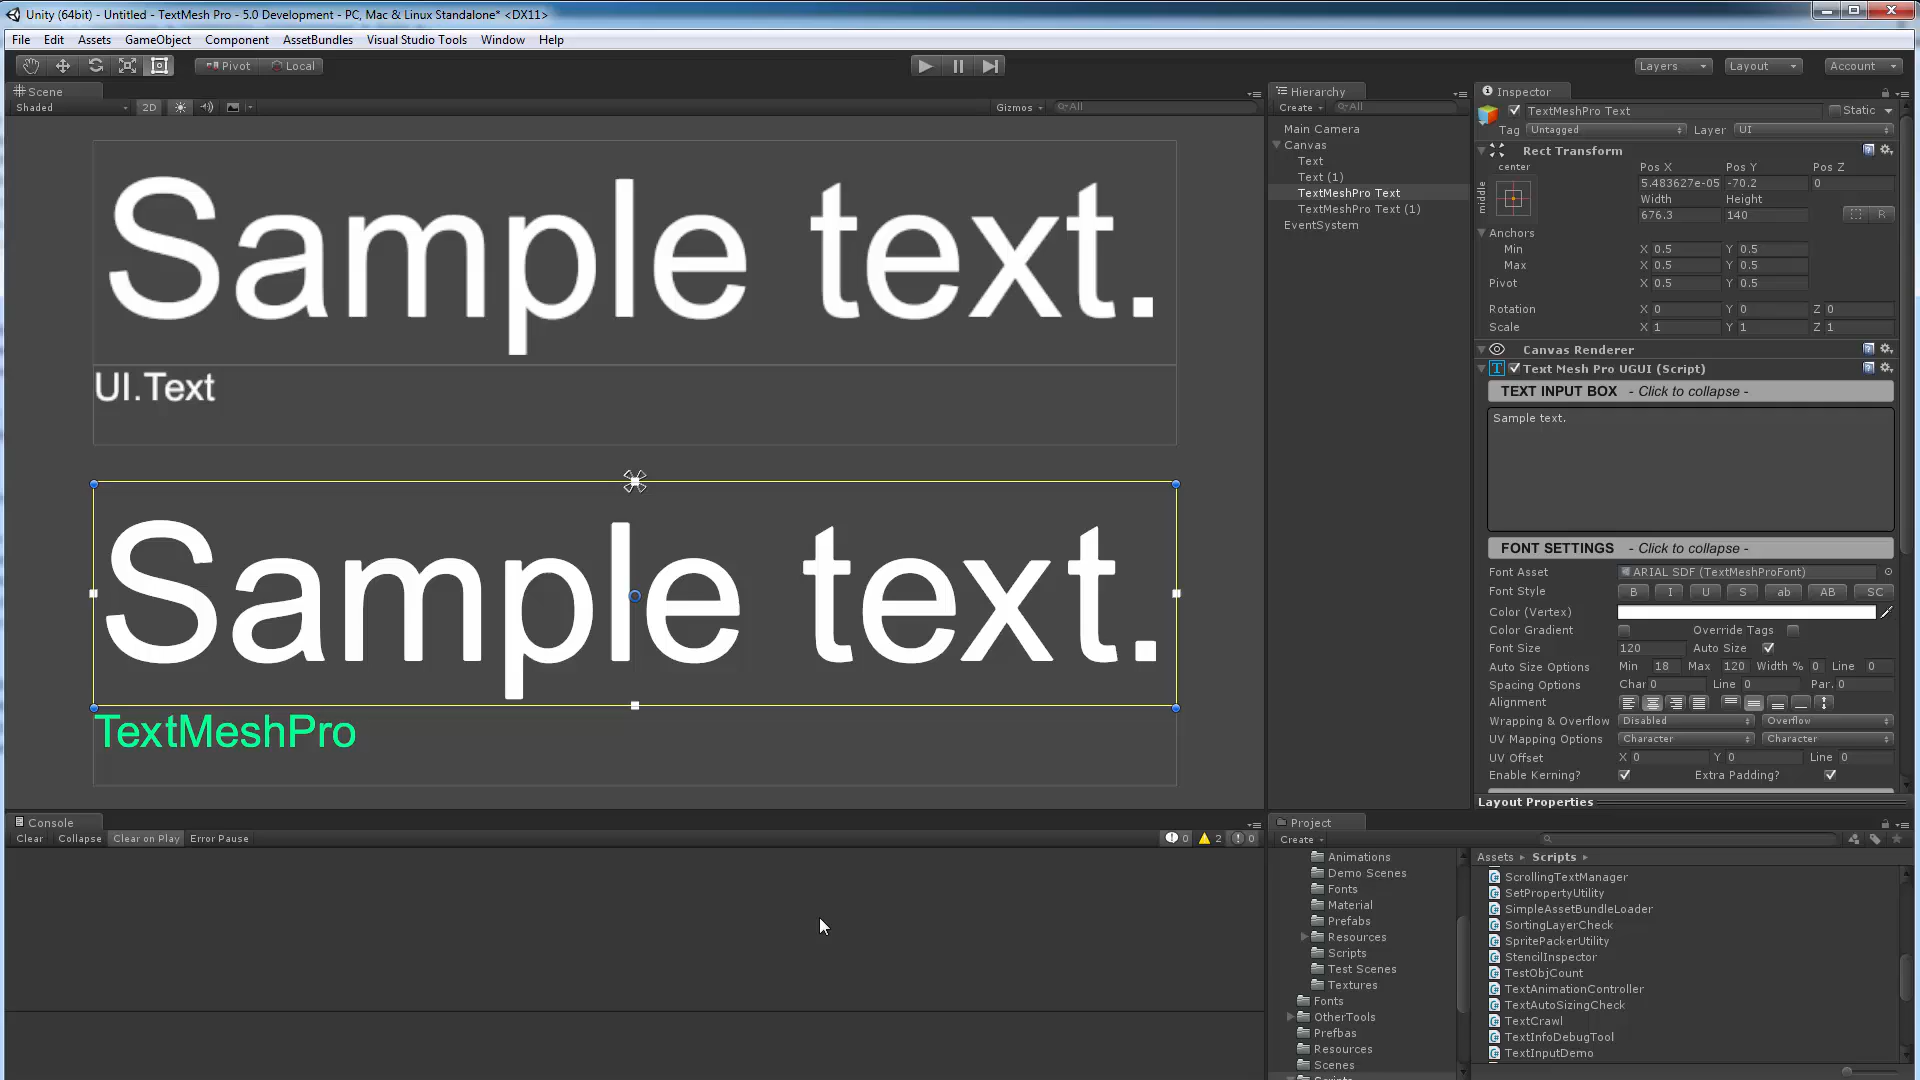 Unity (64bit) - Untitled - TextMesh Pro - 5.0 Development - PC, Mac & Linux Standalone* <DX11>
File Edit Assets GameObject Component AssetBundles Visual Studio Tools Window Help
Pivot Local Layers Layout Account
Scene
Shaded 2D Gizmos All
Sample text.
UI.Text
Sample text.
TextMeshPro
Hierarchy
Create All
Main Camera
Canvas
Text
Text (1)
TextMeshPro Text
TextMeshPro Text (1)
EventSystem
Inspector
TextMeshPro Text Static
Tag Untagged Layer UI
Rect Transform
center Pos X Pos Y Pos Z
middle 5.483627e-05 -70.2 0
Width Height
676.3 140 R
Anchors
Min X 0.5 Y 0.5
Max X 0.5 Y 0.5
Pivot X 0.5 Y 0.5
Rotation X 0 Y 0 Z 0
Scale X 1 Y 1 Z 1
Canvas Renderer
T Text Mesh Pro UGUI (Script)
TEXT INPUT BOX - Click to collapse -
Sample text.
FONT SETTINGS - Click to collapse -
Font Asset ARIAL SDF (TextMeshProFont)
Font Style B I U S ab AB SC
Color (Vertex)
Color Gradient Override Tags
Font Size 120 Auto Size
Auto Size Options Min 18 Max 120 Width % 0 Line 0
Spacing Options Char 0 Line 0 Par. 0
Alignment
Wrapping & Overflow Disabled Overflow
UV Mapping Options Character Character
UV Offset X 0 Y 0 Line 0
Enable Kerning? Extra Padding?
Layout Properties
Console
Clear Collapse Clear on Play Error Pause 0 2 0
Project
Create
Animations
Demo Scenes
Fonts
Material
Prefabs
Resources
Scripts
Test Scenes
Textures
Fonts
OtherTools
Prefbas
Resources
Scenes
Scripts
Assets Scripts
ScrollingTextManager
SetPropertyUtility
SimpleAssetBundleLoader
SortingLayerCheck
SpritePackerUtility
StencilInspector
TestObjCount
TextAnimationController
TextAutoSizingCheck
TextCrawl
TextInfoDebugTool
TextInputDemo